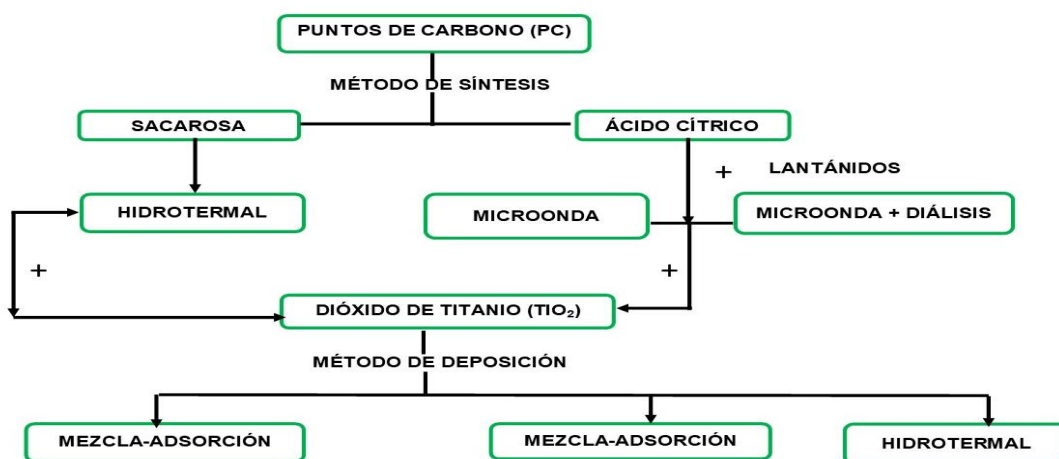 PUNTOS DE CARBONO (PC)
MÉTODO DE SÍNTESIS
SACAROSA
ÁCIDO CÍTRICO
+ LANTÁNIDOS
HIDROTERMAL
MICROONDA
MICROONDA + DIÁLISIS
+
+
DIÓXIDO DE TITANIO (TIO₂)
MÉTODO DE DEPOSICIÓN
MEZCLA-ADSORCIÓN
MEZCLA-ADSORCIÓN
HIDROTERMAL